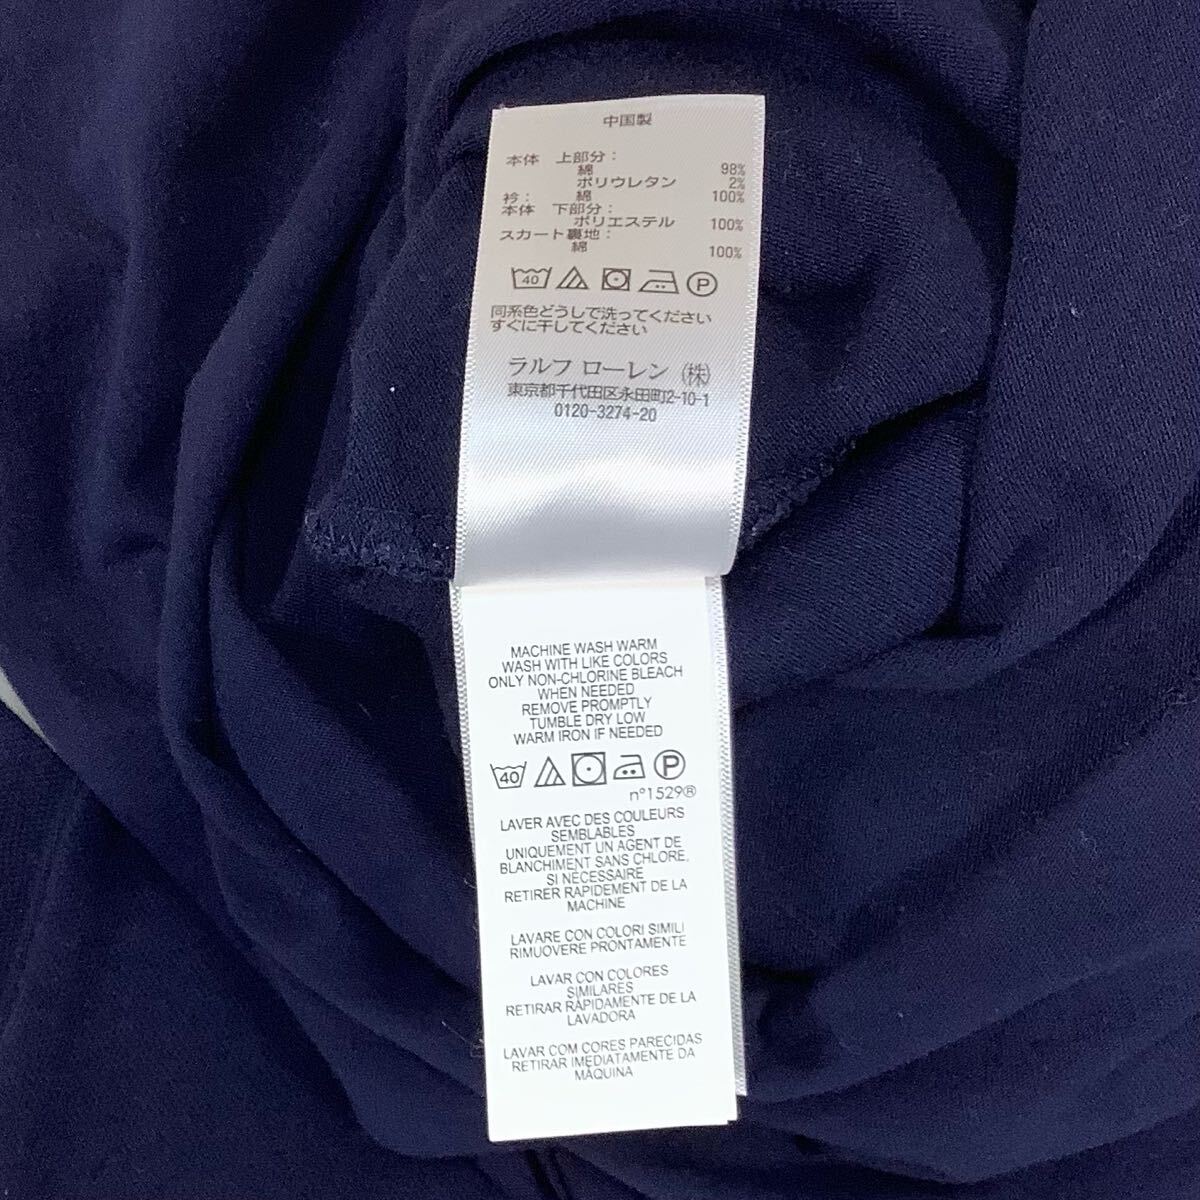 中国製
本体 上部分:
綿 98%
ポリウレタン 2%
衿: 綿 100%
本体 下部分:
ポリエステル 100%
スカート裏地:
綿 100%
40 P
同系色どうしで洗ってください
すぐに干してください
ラルフ ローレン (株)
東京都千代田区永田町2-10-1
0120-3274-20
MACHINE WASH WARM
WASH WITH LIKE COLORS
ONLY NON-CHLORINE BLEACH
WHEN NEEDED
REMOVE PROMPTLY
TUMBLE DRY LOW
WARM IRON IF NEEDED
40 P
n°1529®
LAVER AVEC DES COULEURS
SEMBLABLES
UNIQUEMENT UN AGENT DE
BLANCHIMENT SANS CHLORE,
SI NÉCESSAIRE
RETIRER RAPIDEMENT DE LA
MACHINE
LAVARE CON COLORI SIMILI
RIMUOVERE PRONTAMENTE
LAVAR CON COLORES
SIMILARES
RETIRAR RÁPIDAMENTE DE LA
LAVADORA
LAVAR COM CORES PARECIDAS
RETIRAR IMEDIATAMENTE DA
MÁQUINA